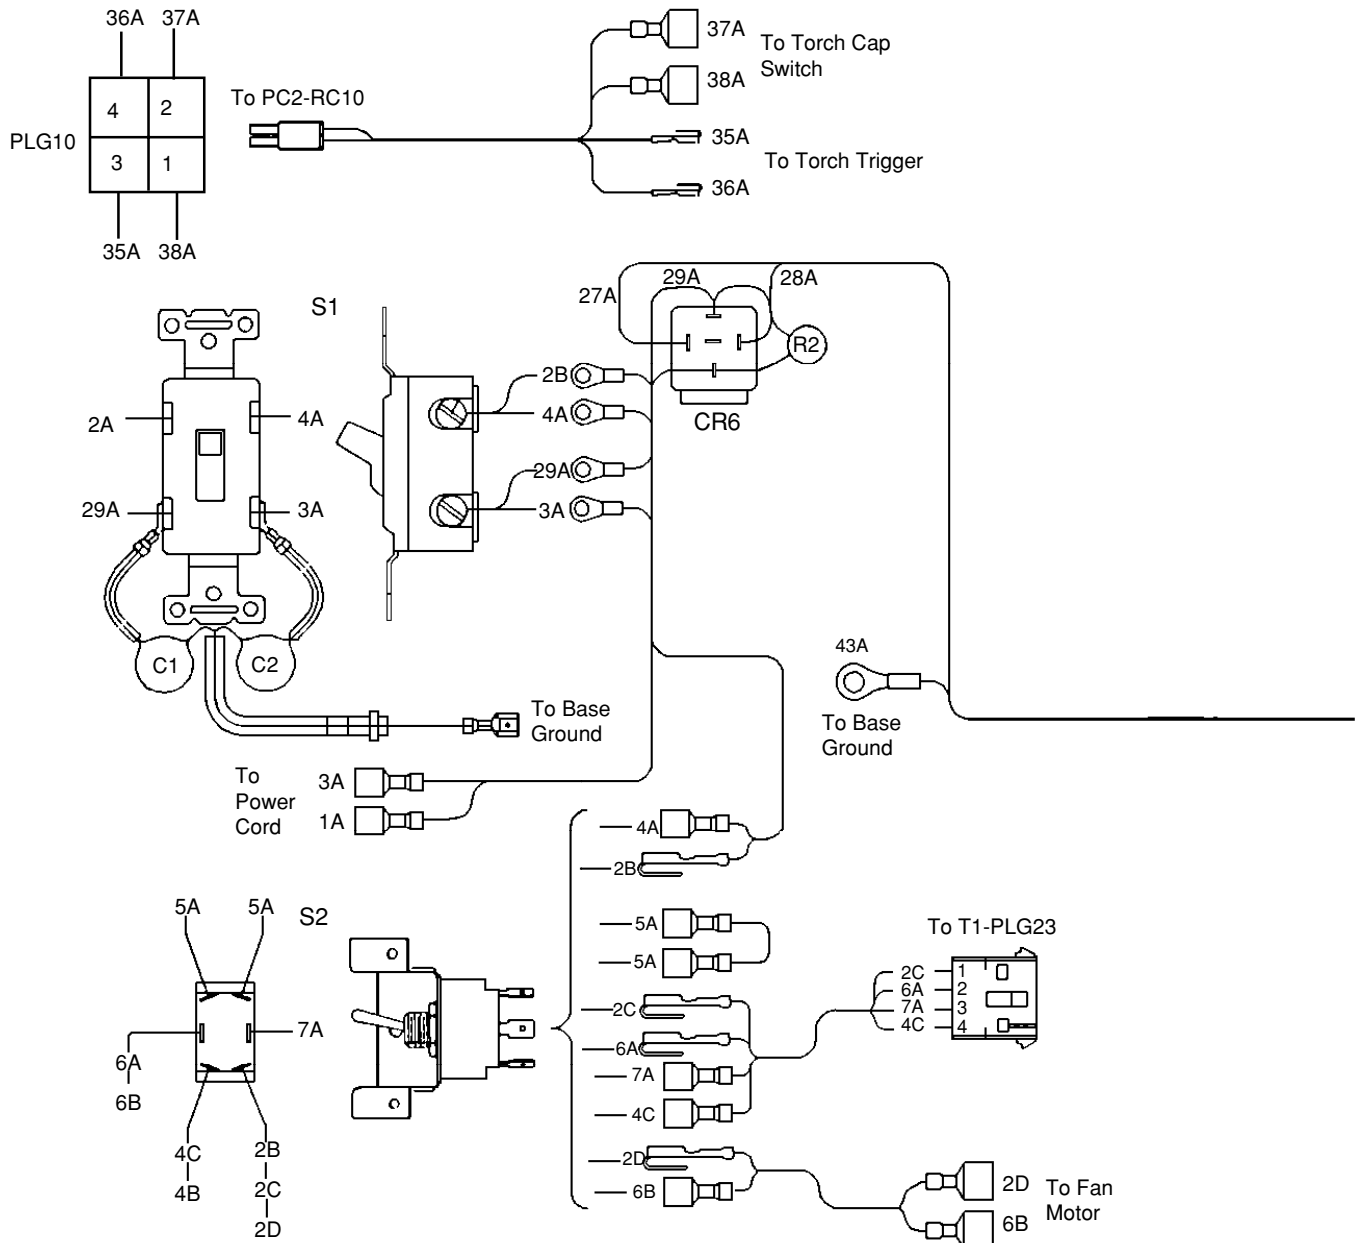 36A 37A
4 2
PLG10
3 1
35A 38A
To PC2-RC10
37A
To Torch Cap
Switch
38A
35A
To Torch Trigger
36A
S1
2A
4A
29A
3A
C1
C2
To Base
Ground
2B
4A
29A
3A
27A
29A
28A
R2
CR6
43A
To Base
Ground
To
Power
Cord
3A
1A
4A
2B
5A
5A
2C
6A
7A
4C
2D
6B
5A
5A
S2
7A
6A
6B
4C
4B
2B
2C
2D
To T1-PLG23
2C 1
6A 2
7A 3
4C 4
2D
To Fan
Motor
6B